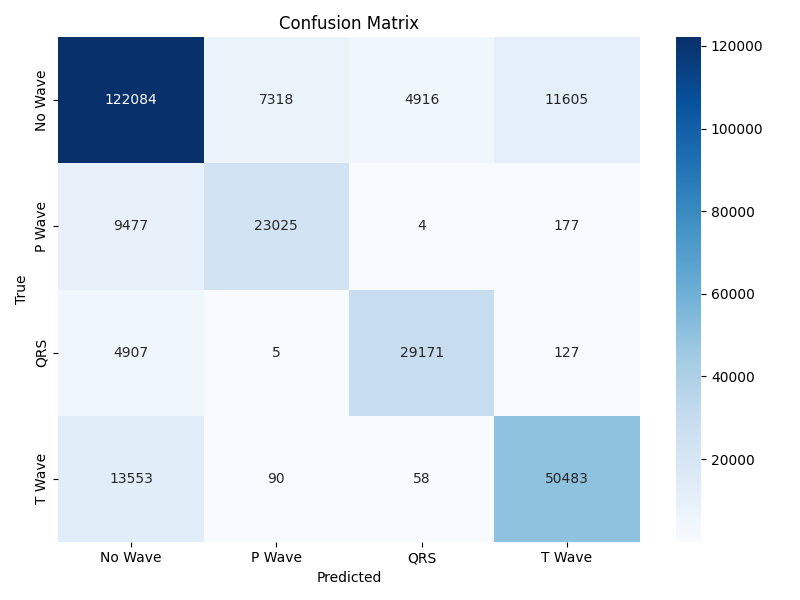 Confusion Matrix
No Wave
122084 7318 4916 11605
P Wave
9477 23025 4 177
QRS
4907 5 29171 127
T Wave
13553 90 58 50483
True
No Wave P Wave QRS T Wave
Predicted
120000
100000
80000
60000
40000
20000